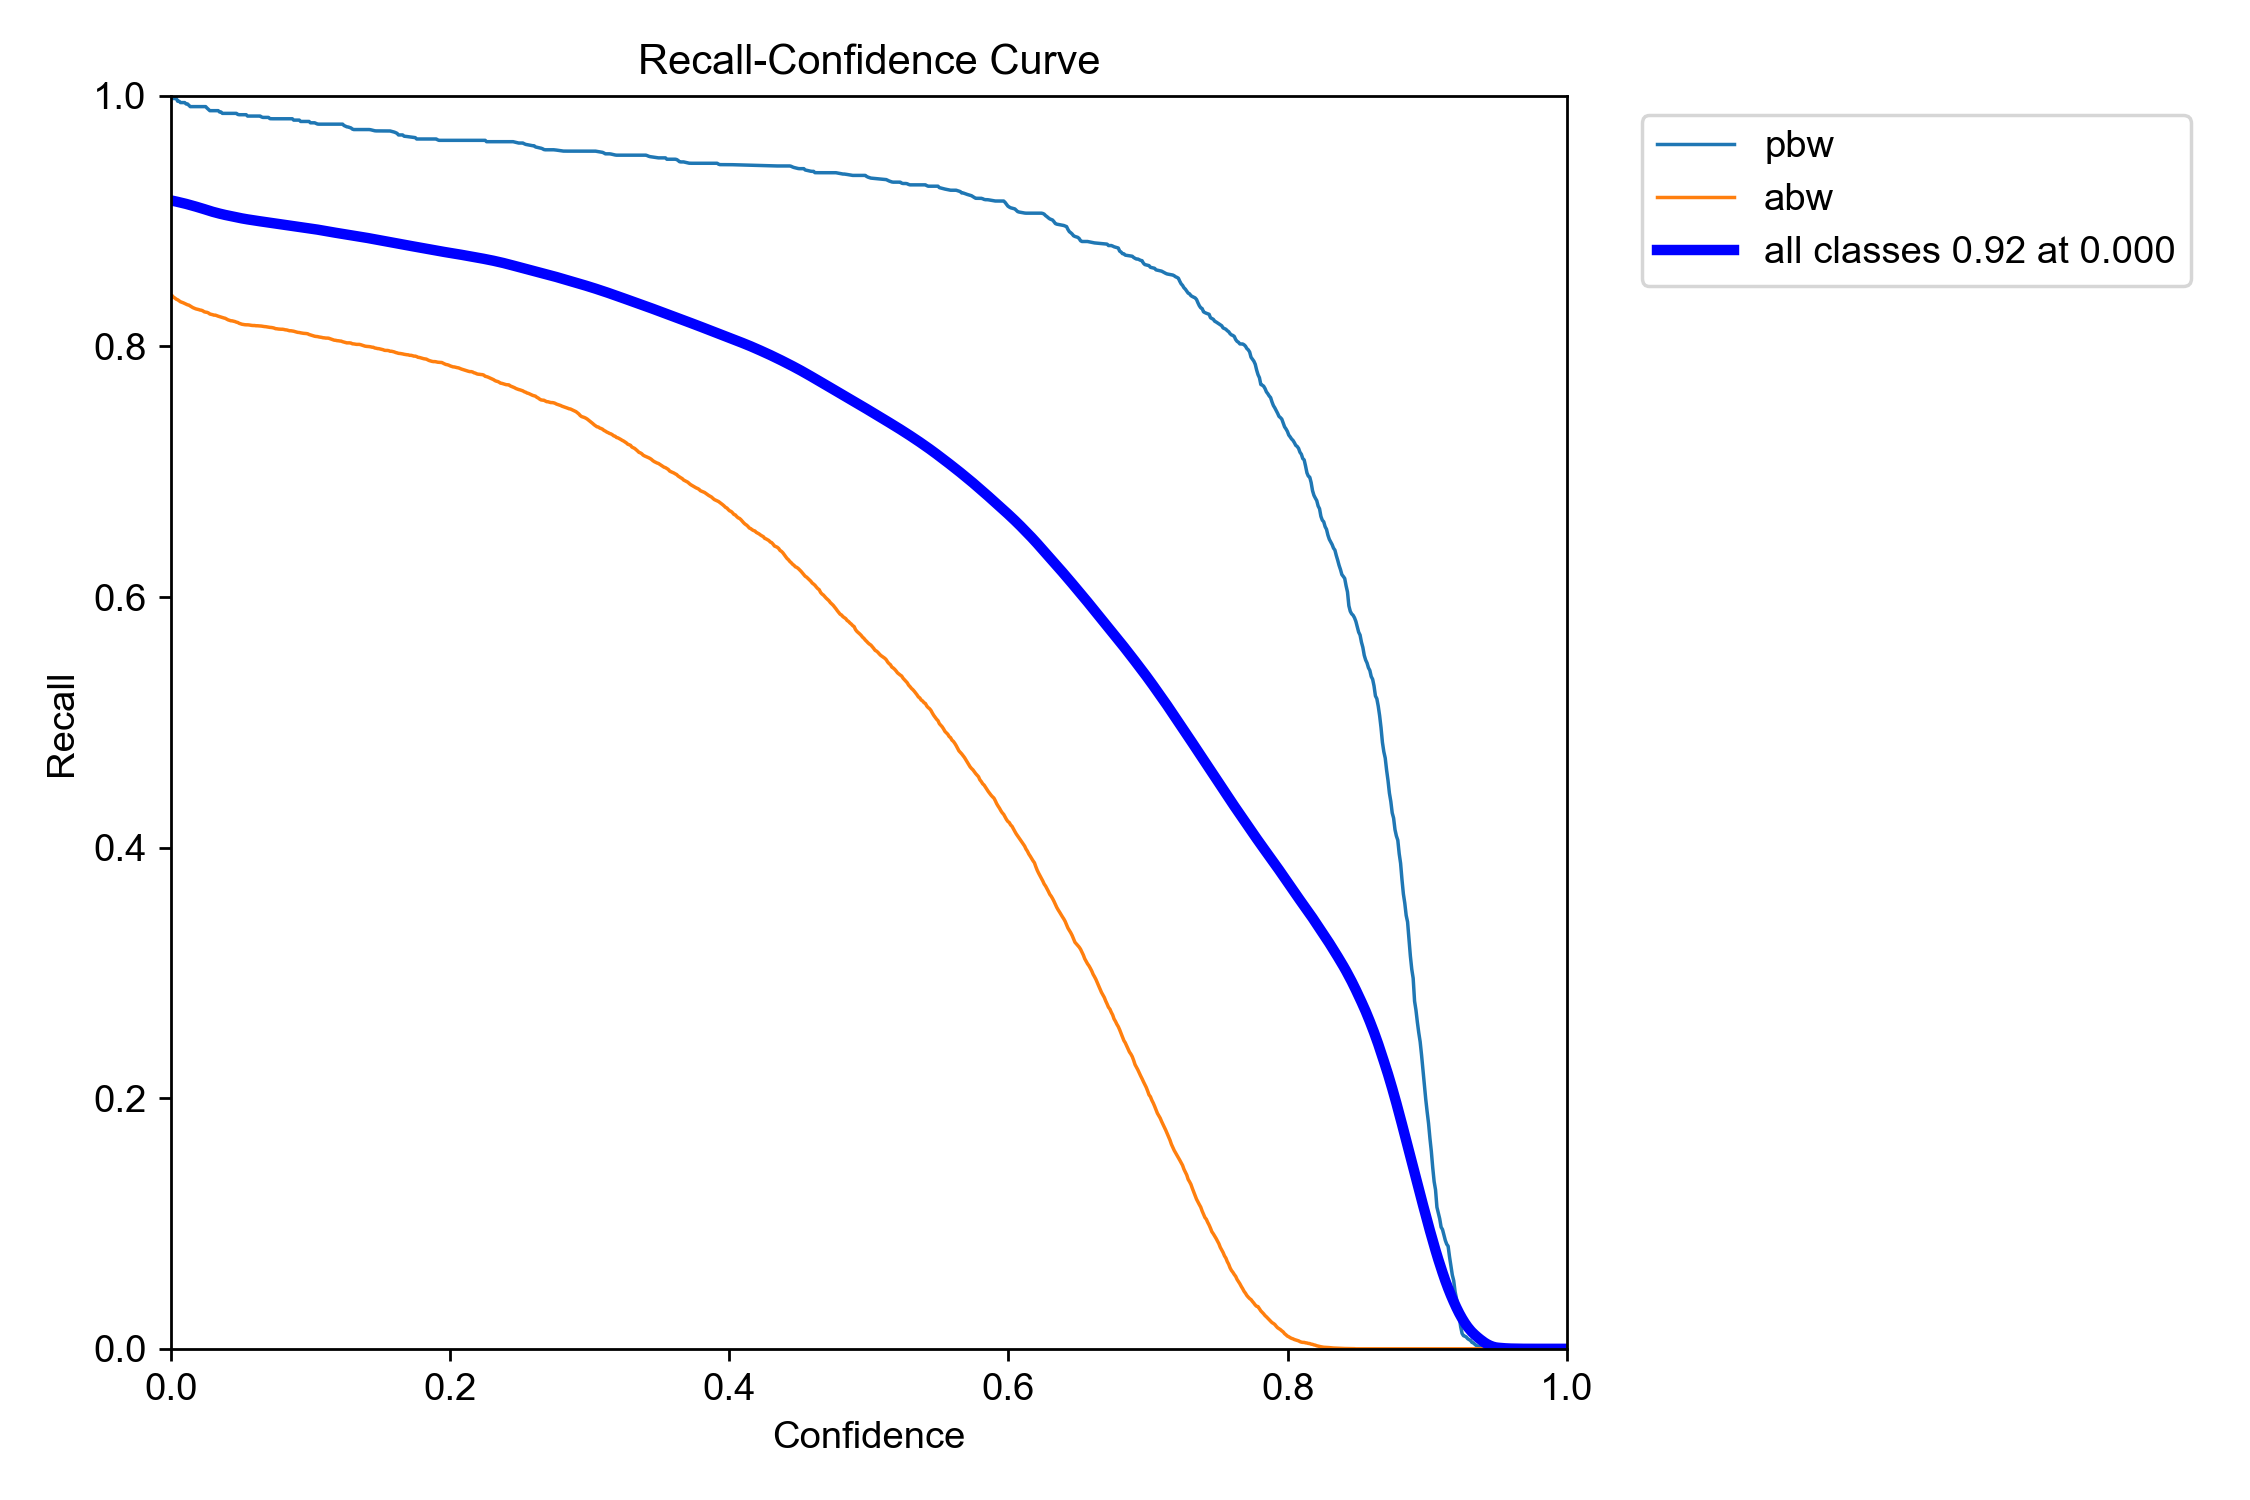 Recall-Confidence Curve
1.0
0.8
0.6
0.4
0.2
0.0
Recall
0.0 0.2 0.4 0.6 0.8 1.0
Confidence
pbw
abw
all classes 0.92 at 0.000